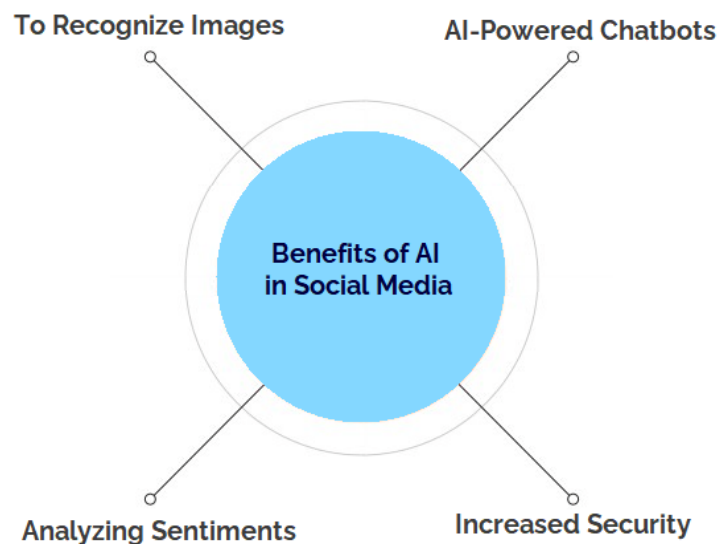 To Recognize Images
AI-Powered Chatbots
Benefits of AI
in Social Media
Analyzing Sentiments
Increased Security